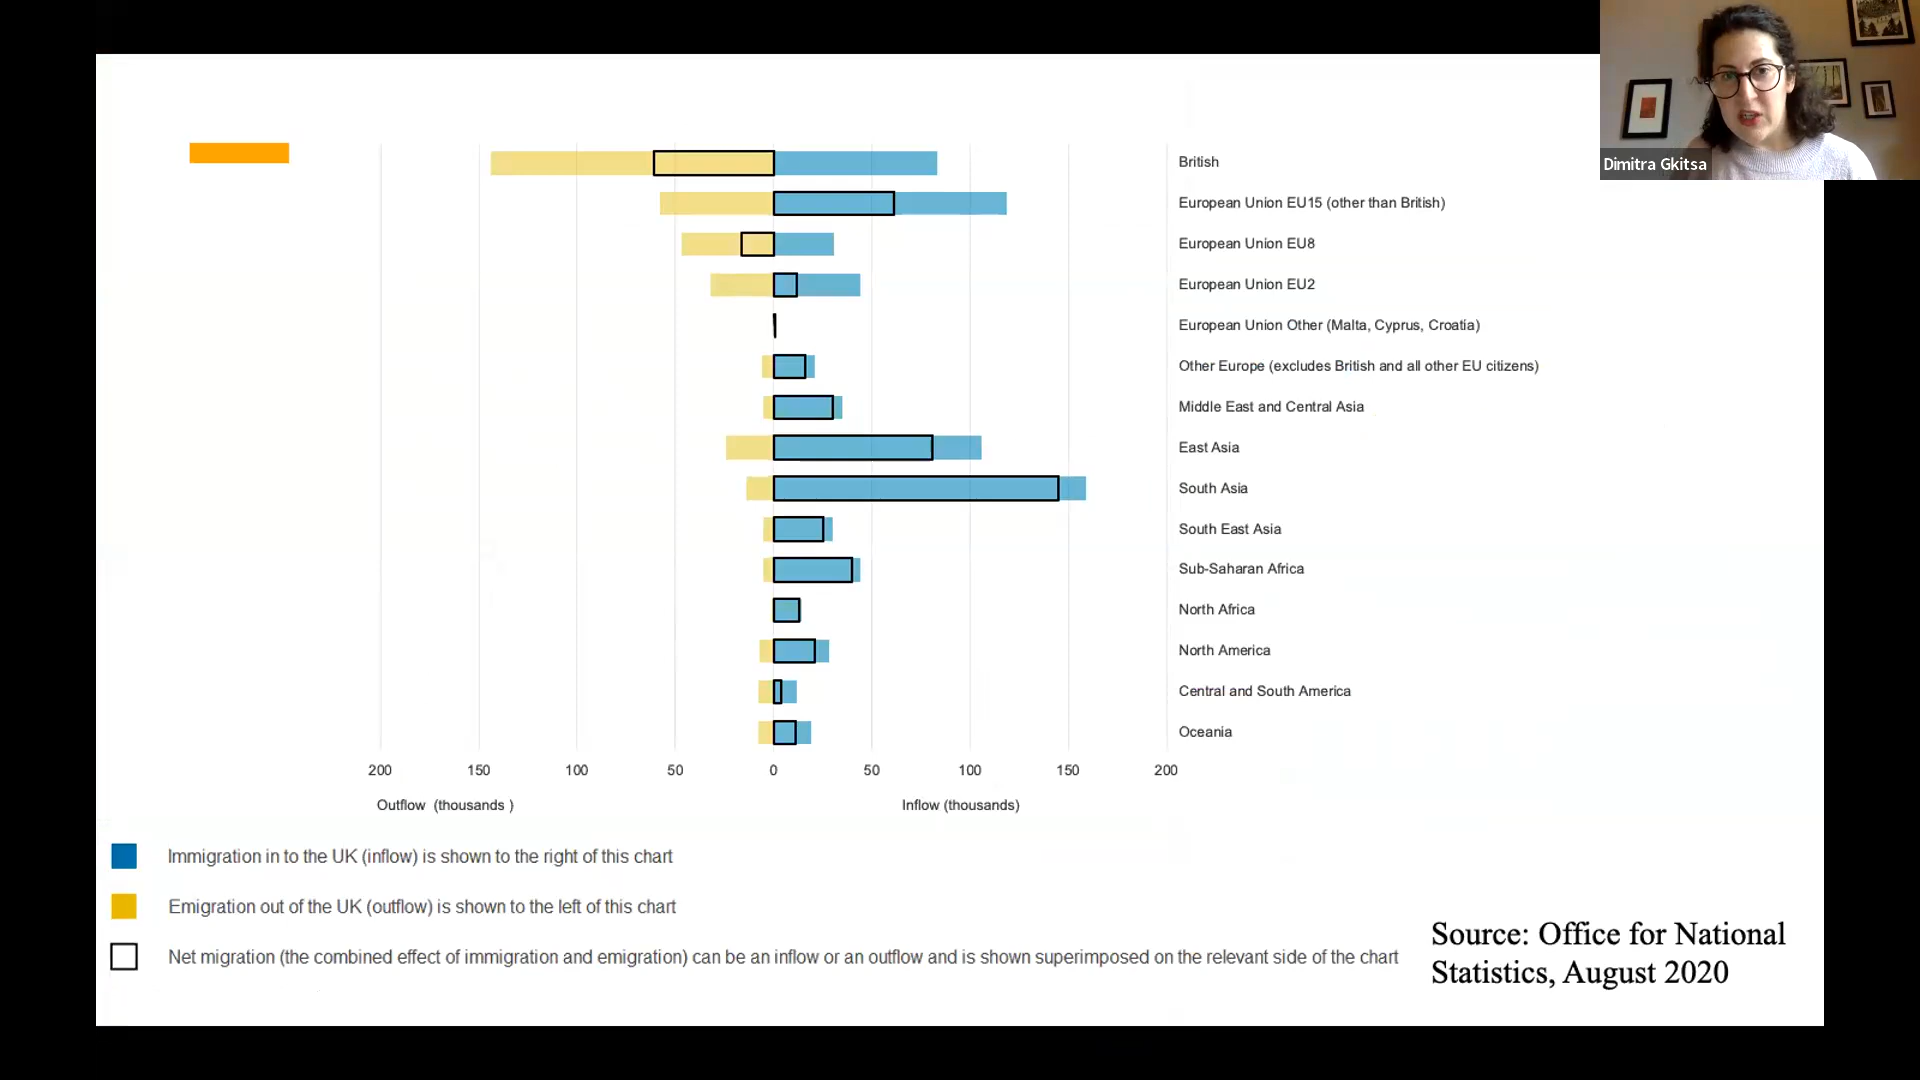 Dimitra Gkitsa
British
European Union EU15 (other than British)
European Union EU8
European Union EU2
European Union Other (Malta, Cyprus, Croatia)
Other Europe (excludes British and all other EU citizens)
Middle East and Central Asia
East Asia
South Asia
South East Asia
Sub-Saharan Africa
North Africa
North America
Central and South America
Oceania
200 150 100 50 0 50 100 150 200
Outflow (thousands ) Inflow (thousands)
Immigration in to the UK (inflow) is shown to the right of this chart
Emigration out of the UK (outflow) is shown to the left of this chart
Net migration (the combined effect of immigration and emigration) can be an inflow or an outflow and is shown superimposed on the relevant side of the chart
Source: Office for National
Statistics, August 2020